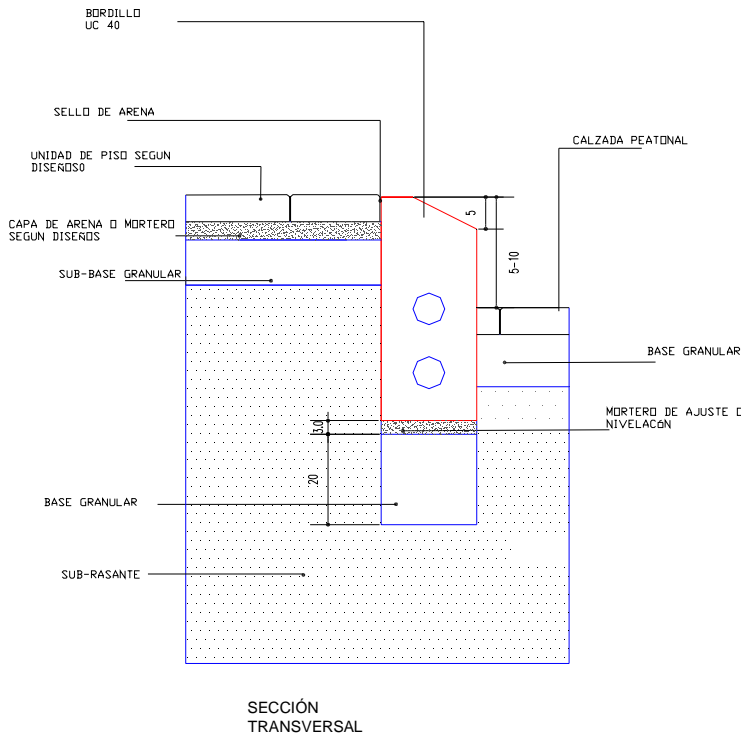 BORDILLO
UC 40
SELLO DE ARENA
CALZADA PEATONAL
UNIDAD DE PISO SEGUN
DISEÑOS0
5
CAPA DE ARENA O MORTERO
SEGUN DISEÑOS
5-10
SUB-BASE GRANULAR
BASE GRANULAR
MORTERO DE AJUSTE O
NIVELACóN
3.0
20
BASE GRANULAR
SUB-RASANTE
SECCIÓN
TRANSVERSAL